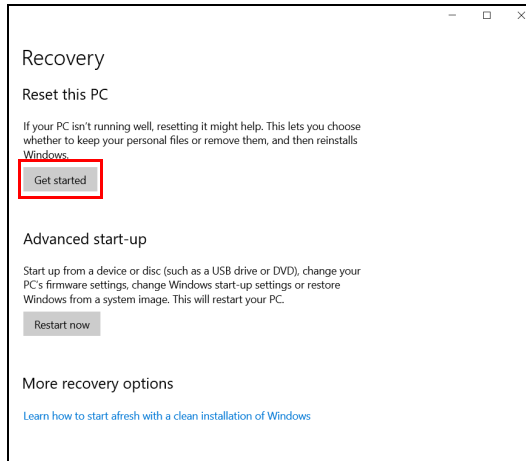 Recovery
Reset this PC
If your PC isn't running well, resetting it might help. This lets you choose
whether to keep your personal files or remove them, and then reinstalls
Windows.
Get started
Advanced start-up
Start up from a device or disc (such as a USB drive or DVD), change your
PC's firmware settings, change Windows start-up settings or restore
Windows from a system image. This will restart your PC.
Restart now
More recovery options
Learn how to start afresh with a clean installation of Windows